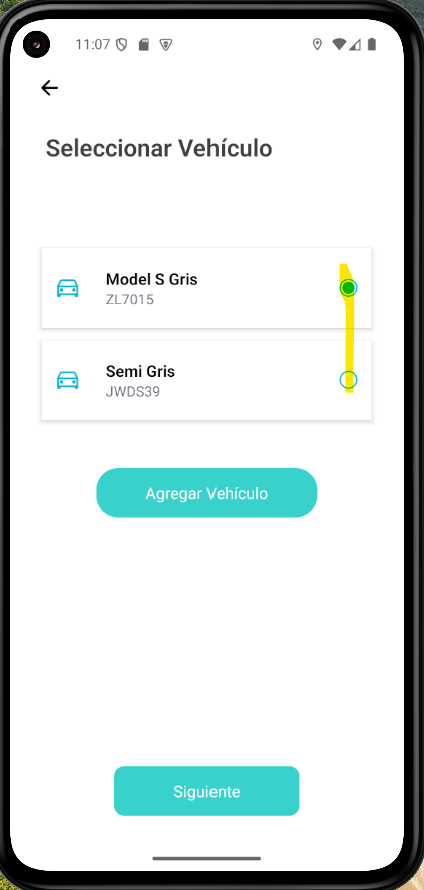 11:07
Seleccionar Vehículo
Model S Gris
ZL7015
Semi Gris
JWDS39
Agregar Vehículo
Siguiente